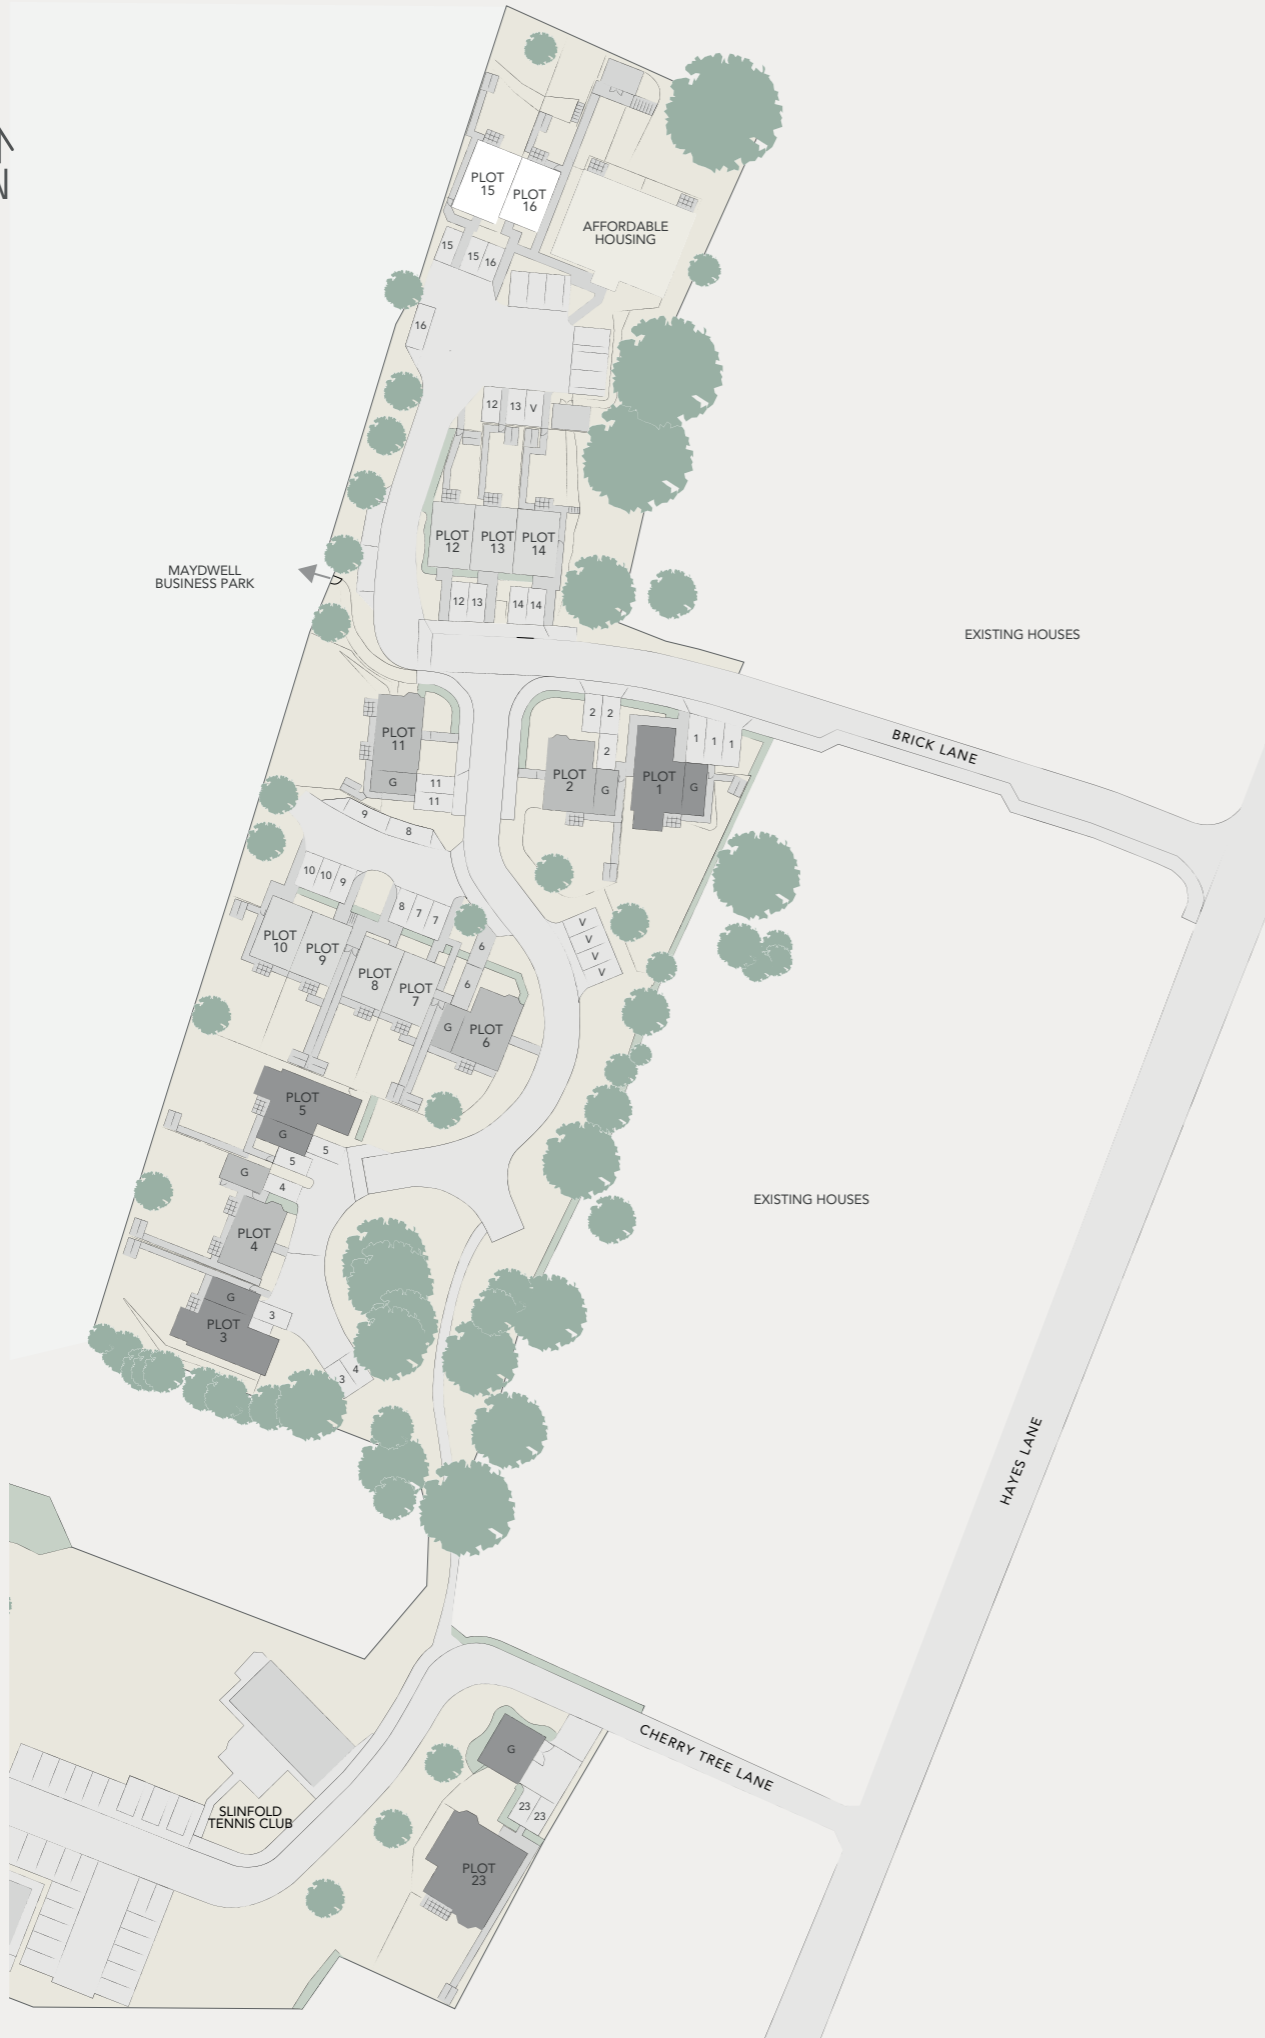 N
PLOT
15
PLOT
16
AFFORDABLE
HOUSING
15
15
16
16
12
13
V
PLOT
12
PLOT
13
PLOT
14
MAYDWELL
BUSINESS PARK
12
13
14
14
EXISTING HOUSES
PLOT
11
G
11
11
2
2
2
PLOT
2
G
PLOT
1
G
1
1
1
BRICK LANE
9
8
10
10
9
8
7
7
6
6
V
V
V
V
PLOT
10
PLOT
9
PLOT
8
PLOT
7
G
PLOT
6
PLOT
5
G
5
5
G
4
PLOT
4
EXISTING HOUSES
G
3
PLOT
3
4
3
HAYES LANE
CHERRY TREE LANE
G
23
23
SLINFOLD
TENNIS CLUB
PLOT
23